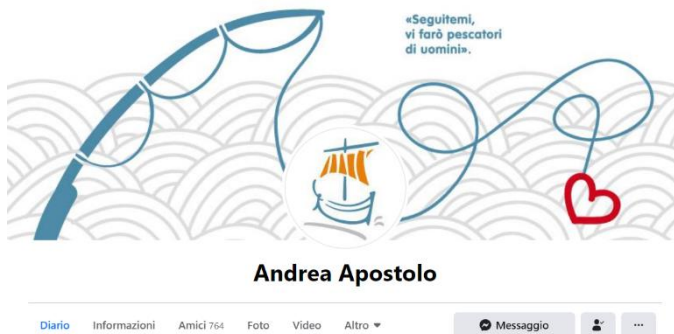 «Seguitemi,
vi farò pescatori
di uomini».
Andrea Apostolo
Diario Informazioni Amici 764 Foto Video Altro Messaggio